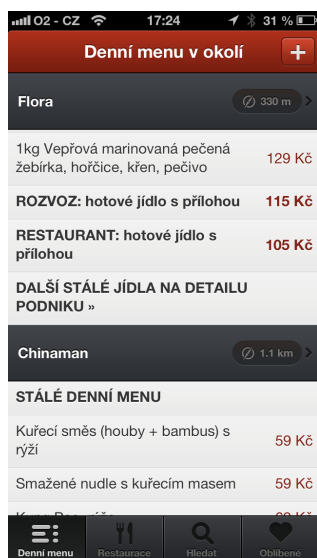 O2 - CZ 17:24 31 %
Denní menu v okolí +
Flora 330 m
1kg Vepřová marinovaná pečená
žebírka, hořčice, křen, pečivo 129 Kč
ROZVOZ: hotové jídlo s přílohou 115 Kč
RESTAURANT: hotové jídlo s
přílohou 105 Kč
DALŠÍ STÁLÉ JÍDLA NA DETAILU
PODNIKU »
Chinaman 1.1 km
STÁLÉ DENNÍ MENU
Kuřecí směs (houby + bambus) s
rýží 59 Kč
Smažené nudle s kuřecím masem 59 Kč
Denní menu Restaurace Hledat Oblíbené